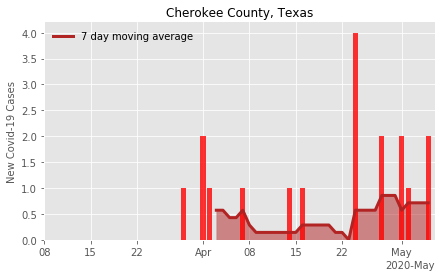 Cherokee County, Texas
7 day moving average
New Covid-19 Cases
4.0
3.5
3.0
2.5
2.0
1.5
1.0
0.5
0.0
08
15
22
Apr
08
15
22
May
2020-May